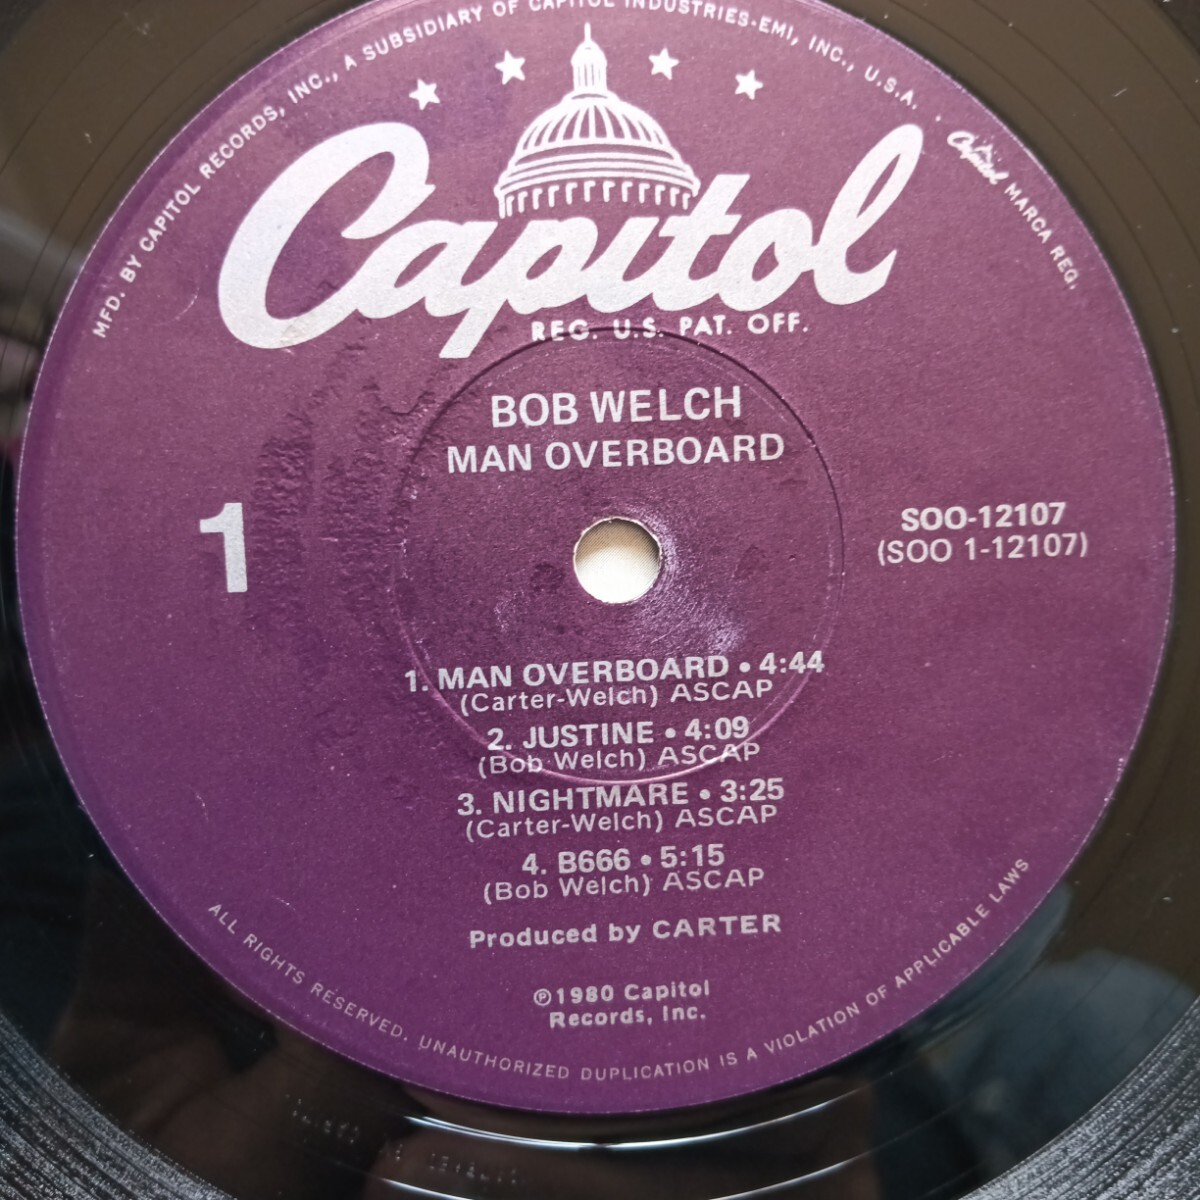 MFD. BY CAPITOL RECORDS, INC., A SUBSIDIARY OF CAPITOL INDUSTRIES-EMI, INC., U.S.A.
Capitol MARCA REG.
Capitol
REG. U.S. PAT. OFF.
BOB WELCH
MAN OVERBOARD
1
SOO-12107
(SOO 1-12107)
1. MAN OVERBOARD • 4:44
(Carter-Welch) ASCAP
2. JUSTINE • 4:09
(Bob Welch) ASCAP
3. NIGHTMARE • 3:25
(Carter-Welch) ASCAP
4. B666 • 5:15
(Bob Welch) ASCAP
Produced by CARTER
℗1980 Capitol
Records, Inc.
ALL RIGHTS RESERVED. UNAUTHORIZED DUPLICATION IS A VIOLATION OF APPLICABLE LAWS